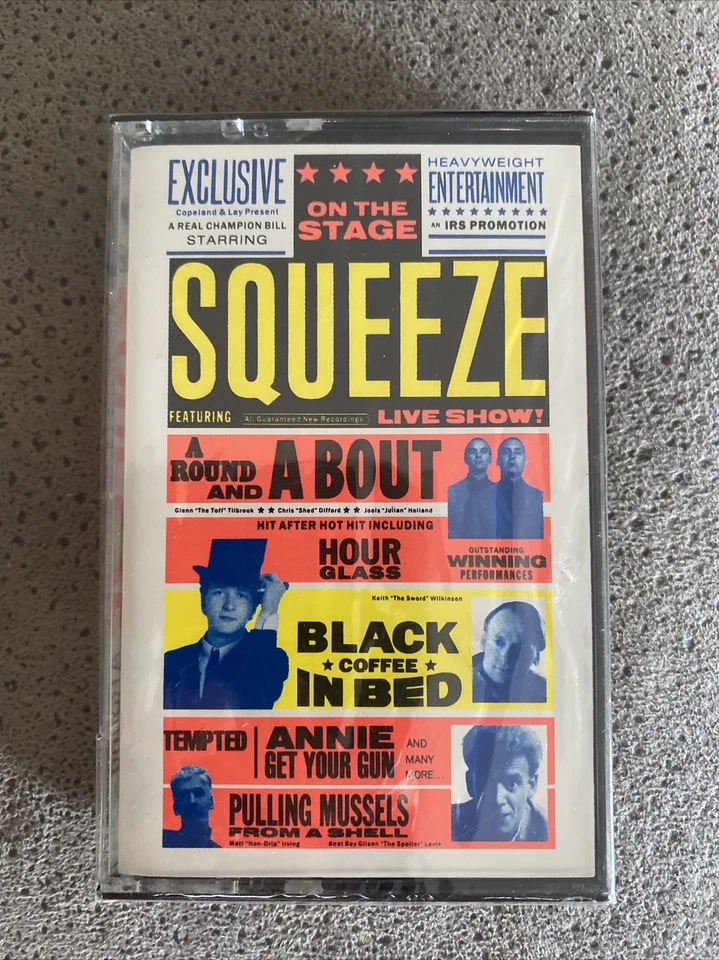 EXCLUSIVE
Copeland & Lay Present
A REAL CHAMPION BILL
STARRING
ON THE
STAGE
HEAVYWEIGHT
ENTERTAINMENT
AN IRS PROMOTION
SQUEEZE
FEATURING
All Guaranteed New Recordings
LIVE SHOW!
A
ROUND
AND
A BOUT
Glenn "The Toff" Tilbrook ★★ Chris "Shed" Difford ★★ Jools "Julian" Holland
HIT AFTER HOT HIT INCLUDING
HOUR
GLASS
OUTSTANDING
WINNING
PERFORMANCES
Keith "The Sword" Wilkinson
BLACK
★ COFFEE ★
IN BED
TEMPTED
ANNIE
GET YOUR GUN
AND
MANY
MORE...
PULLING MUSSELS
FROM A SHELL
Matt "Non-Drip" Irving
Beat Boy Gilson "The Spoiler" Lavis